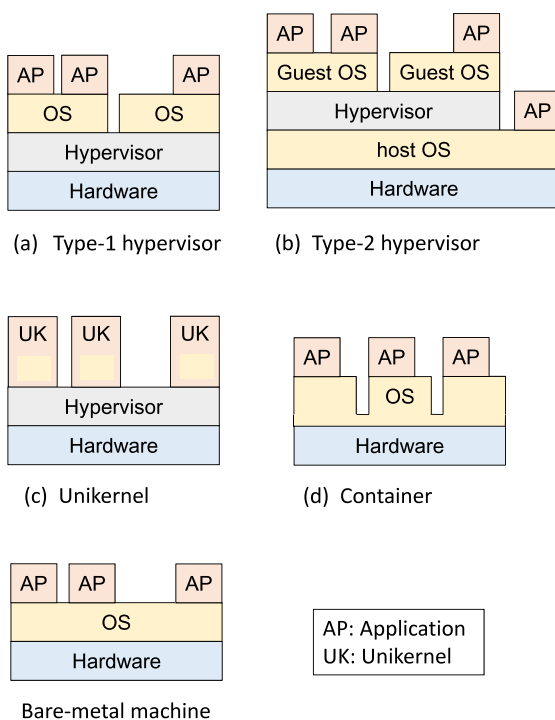 AP AP AP
OS OS
Hypervisor
Hardware
(a) Type-1 hypervisor
AP AP AP
Guest OS Guest OS
Hypervisor AP
host OS
Hardware
(b) Type-2 hypervisor
UK UK UK
Hypervisor
Hardware
(c) Unikernel
AP AP AP
OS
Hardware
(d) Container
AP AP AP
OS
Hardware
Bare-metal machine
AP: Application
UK: Unikernel